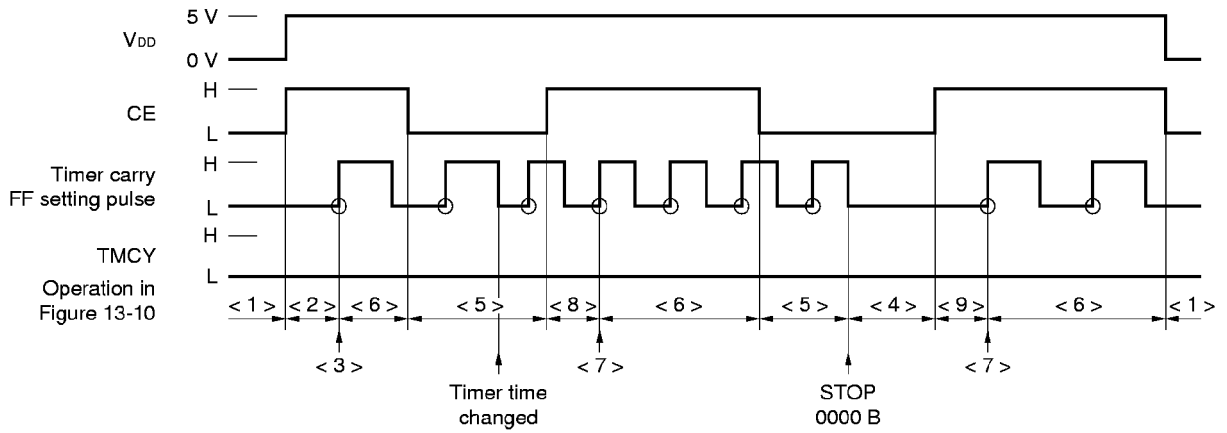 5 V
VDD
0 V
H
CE
L
H
Timer carry
FF setting pulse
L
H
TMCY
L
Operation in
Figure 13-10
< 1 > < 2 > < 6 > < 5 > < 8 > < 6 > < 5 > < 4 > < 9 > < 6 > < 1 >
< 3 > < 7 > < 7 >
Timer time
changed
STOP
0000 B